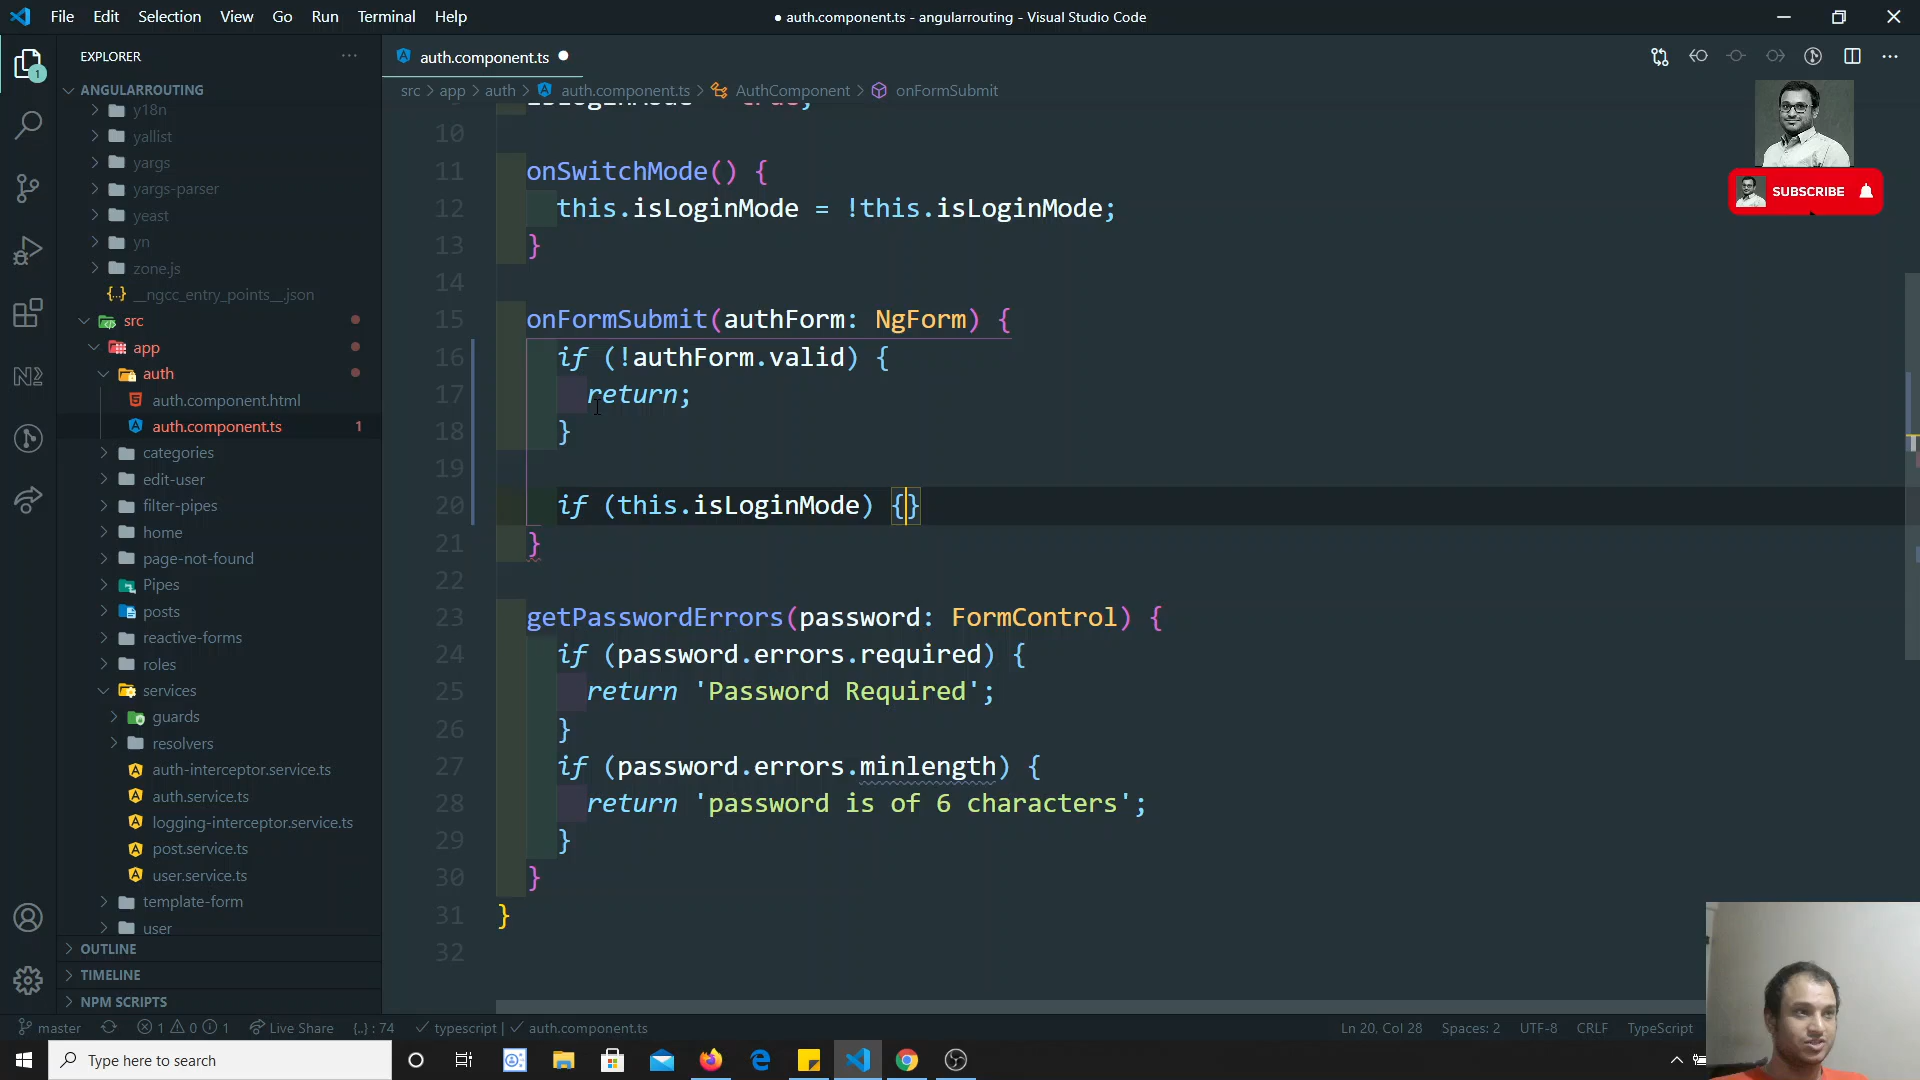 File Edit Selection View Go Run Terminal Help
● auth.component.ts - angularrouting - Visual Studio Code
EXPLORER
auth.component.ts
ANGULARROUTING
src > app > auth > auth.component.ts > AuthComponent > onFormSubmit
y18n
yallist
yargs
yargs-parser
yeast
yn
zone.js
__ngcc_entry_points__.json
src
app
auth
auth.component.html
auth.component.ts 1
categories
edit-user
filter-pipes
home
page-not-found
Pipes
posts
reactive-forms
roles
services
guards
resolvers
auth-interceptor.service.ts
auth.service.ts
logging-interceptor.service.ts
post.service.ts
user.service.ts
template-form
user
OUTLINE
TIMELINE
NPM SCRIPTS
isLoginMode = true;
10
11 onSwitchMode() {
12 this.isLoginMode = !this.isLoginMode;
13 }
14
15 onFormSubmit(authForm: NgForm) {
16 if (!authForm.valid) {
17 return;
18 }
19
20 if (this.isLoginMode) {}
21 }
22
23 getPasswordErrors(password: FormControl) {
24 if (password.errors.required) {
25 return 'Password Required';
26 }
27 if (password.errors.minlength) {
28 return 'password is of 6 characters';
29 }
30 }
31 }
32
SUBSCRIBE
master 1 0 1 Live Share {..} : 74 typescript | auth.component.ts
Ln 20, Col 28 Spaces: 2 UTF-8 CRLF TypeScript
Type here to search